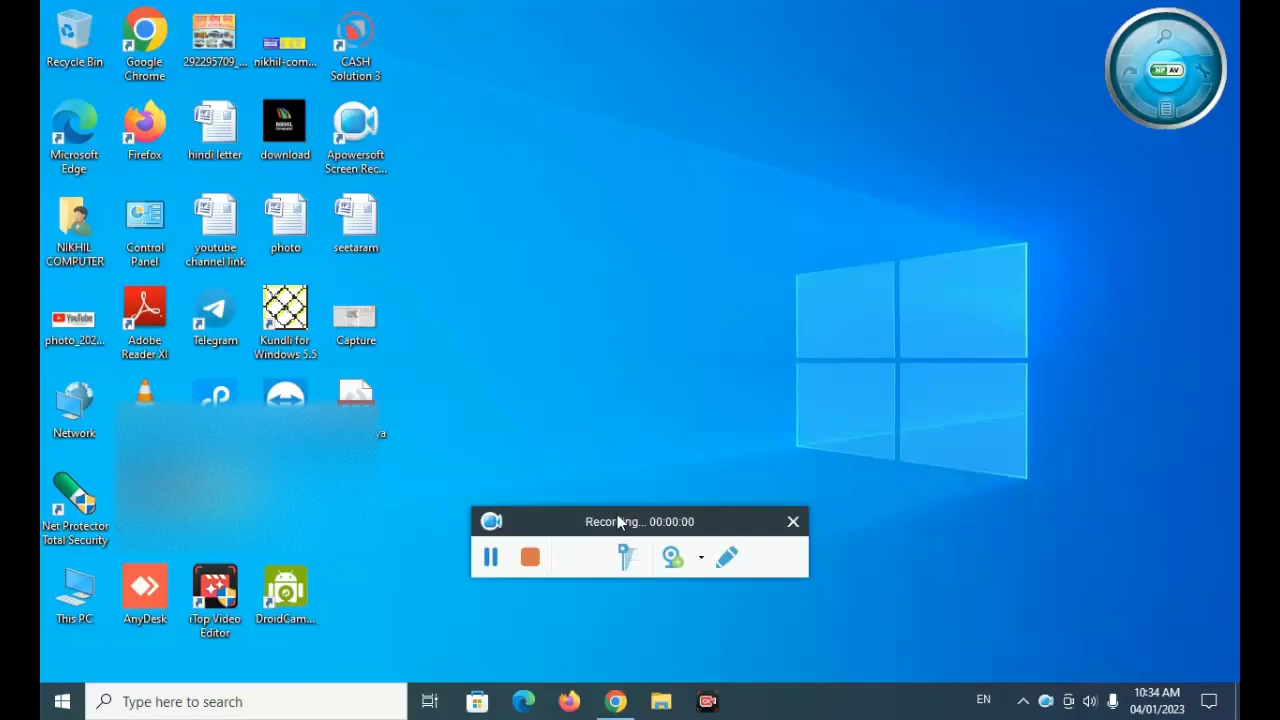 Recycle Bin
Google
Chrome
292295709_...
nikhil-com...
CASH
Solution 3
NPAV
Microsoft
Edge
Firefox
hindi letter
download
Apowersoft
Screen Rec...
NIKHIL
COMPUTER
Control
Panel
youtube
channel link
photo
seetaram
YouTube
photo_202...
Adobe
Reader XI
Telegram
Kundli for
Windows 5.5
Capture
Network
ya
Net Protector
Total Security
Recording... 00:00:00
This PC
AnyDesk
iTop Video
Editor
DroidCam...
Type here to search
EN
10:34 AM
04/01/2023